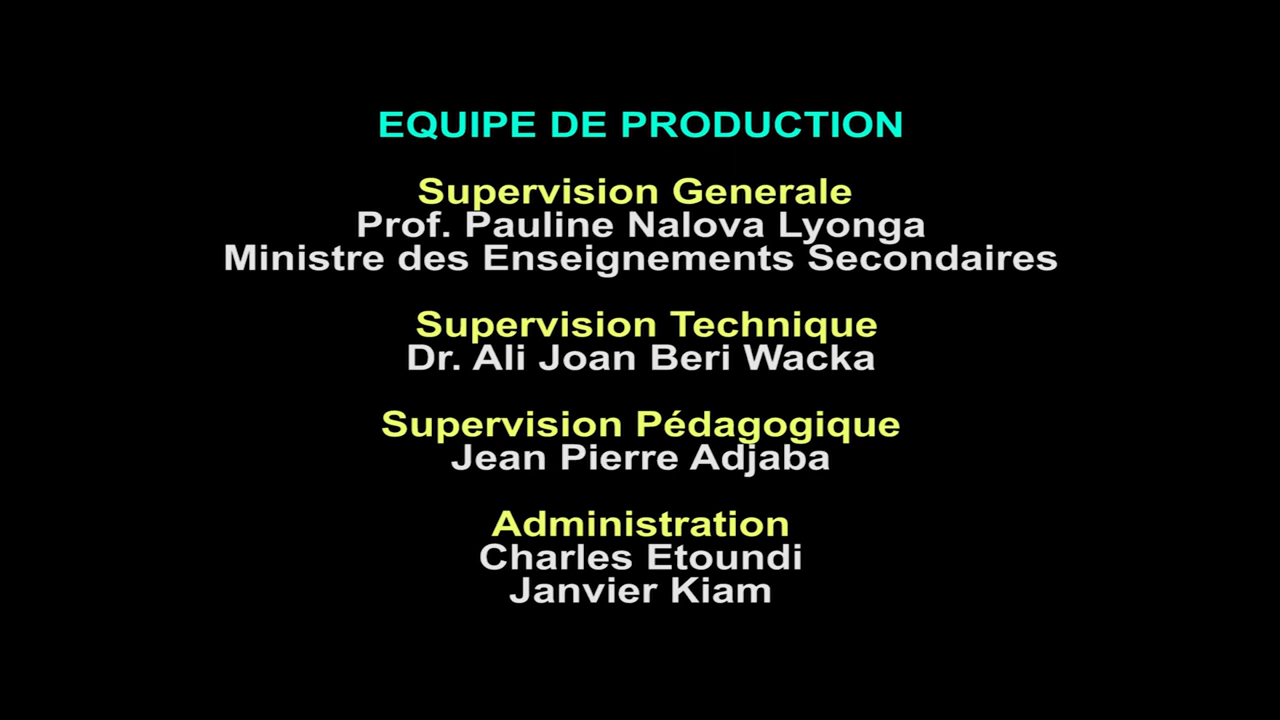 EQUIPE DE PRODUCTION
Supervision Generale
Prof. Pauline Nalova Lyonga
Ministre des Enseignements Secondaires
Supervision Technique
Dr. Ali Joan Beri Wacka
Supervision Pédagogique
Jean Pierre Adjaba
Administration
Charles Etoundi
Janvier Kiam